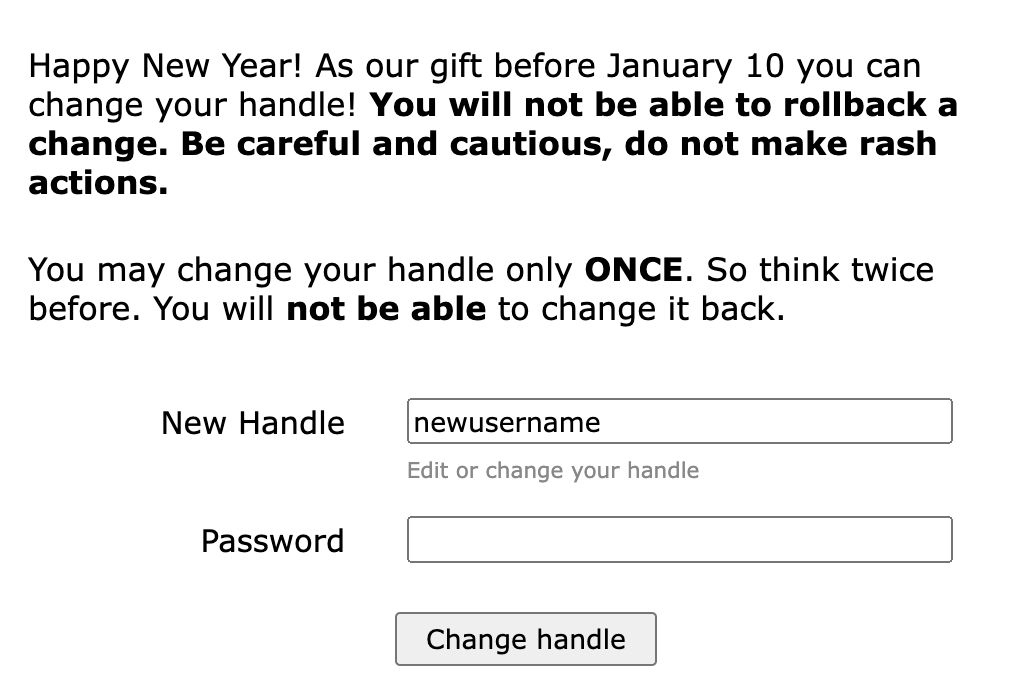 Happy New Year! As our gift before January 10 you can
change your handle! You will not be able to rollback a
change. Be careful and cautious, do not make rash
actions.
You may change your handle only ONCE. So think twice
before. You will not be able to change it back.
New Handle newusername
Edit or change your handle
Password
Change handle